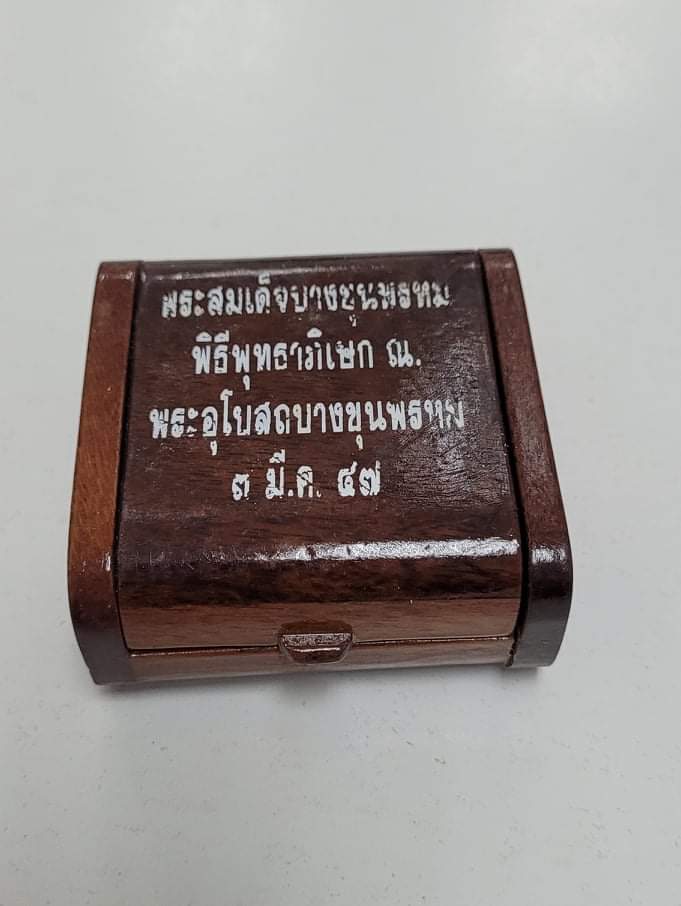 พระสมเด็จบางขุนพรหม
พิธีพุทธาภิเษก ณ.
พระอุโบสถบางขุนพรหม
๓ มี.ค. ๔๗